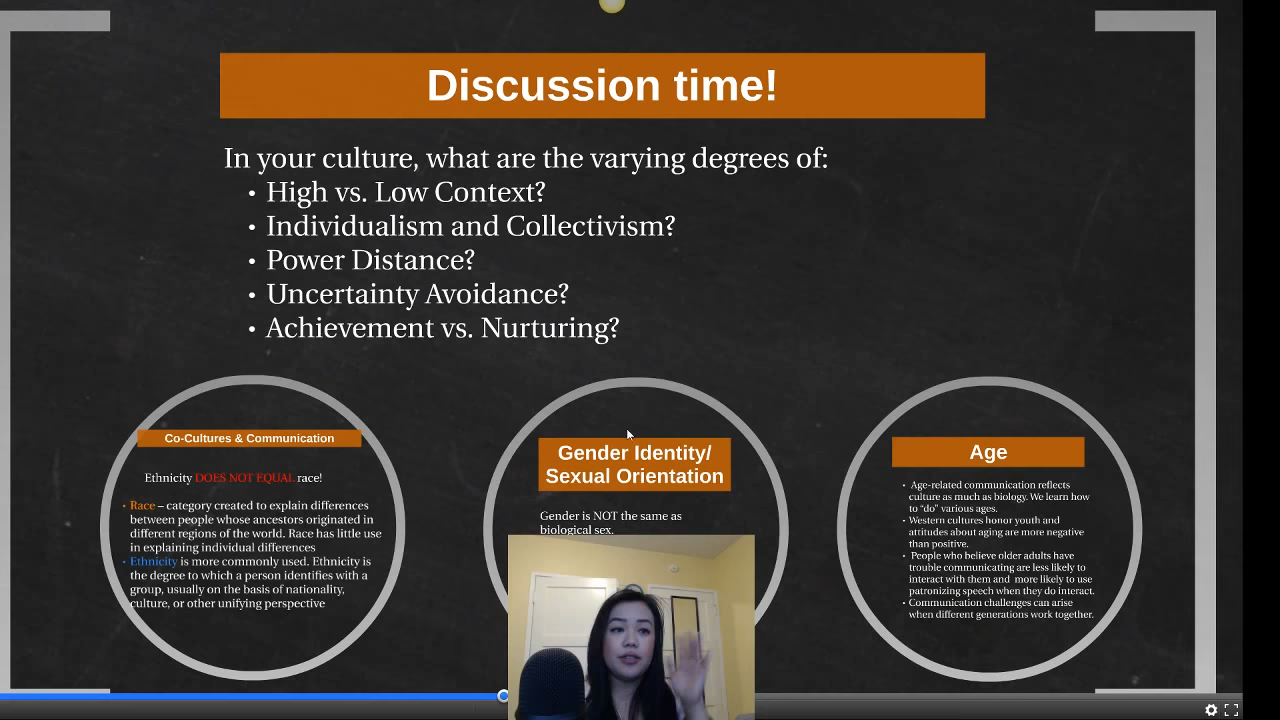 Discussion time!
In your culture, what are the varying degrees of:
• High vs. Low Context?
• Individualism and Collectivism?
• Power Distance?
• Uncertainty Avoidance?
• Achievement vs. Nurturing?
Co-Cultures & Communication
Ethnicity DOES NOT EQUAL race!
• Race – category created to explain differences
between people whose ancestors originated in
different regions of the world. Race has little use
in explaining individual differences
• Ethnicity is more commonly used. Ethnicity is
the degree to which a person identifies with a
group, usually on the basis of nationality,
culture, or other unifying perspective
Gender Identity/
Sexual Orientation
Gender is NOT the same as
biological sex.
Age
• Age-related communication reflects
culture as much as biology. We learn how
to “do” various ages.
• Western cultures honor youth and
attitudes about aging are more negative
than positive.
• People who believe older adults have
trouble communicating are less likely to
interact with them and more likely to use
patronizing speech when they do interact.
• Communication challenges can arise
when different generations work together.